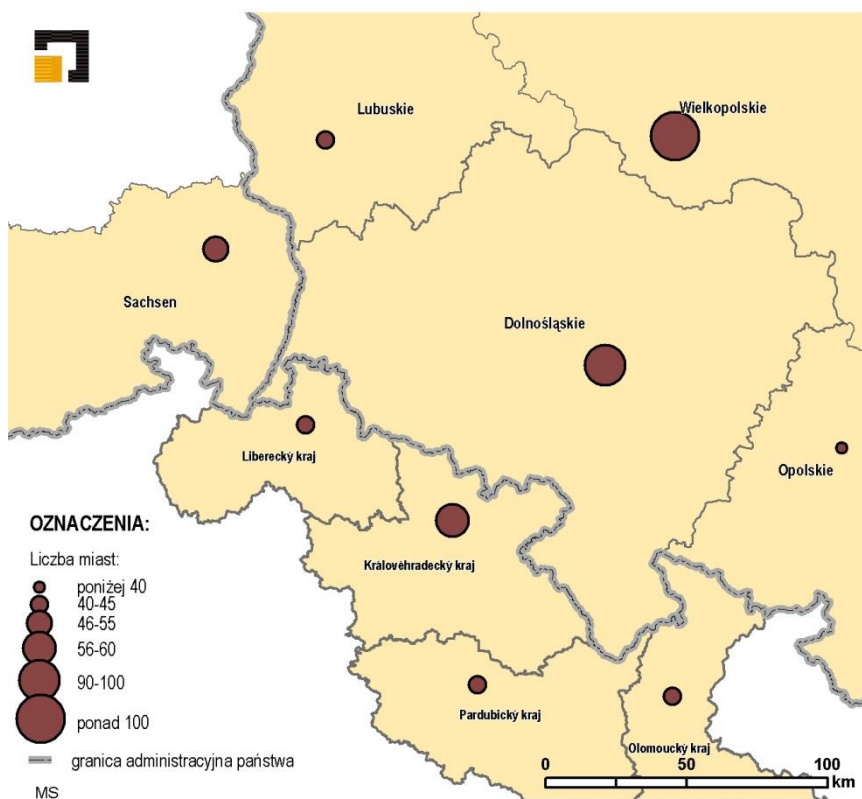 Lubuskie
Wielkopolskie
Sachsen
Dolnośląskie
Liberecký kraj
Opolskie
Královéhradecký kraj
Pardubický kraj
Olomoucký kraj
OZNACZENIA:
Liczba miast:
poniżej 40
40-45
46-55
56-60
90-100
ponad 100
granica administracyjna państwa
MS
0 50 100
km